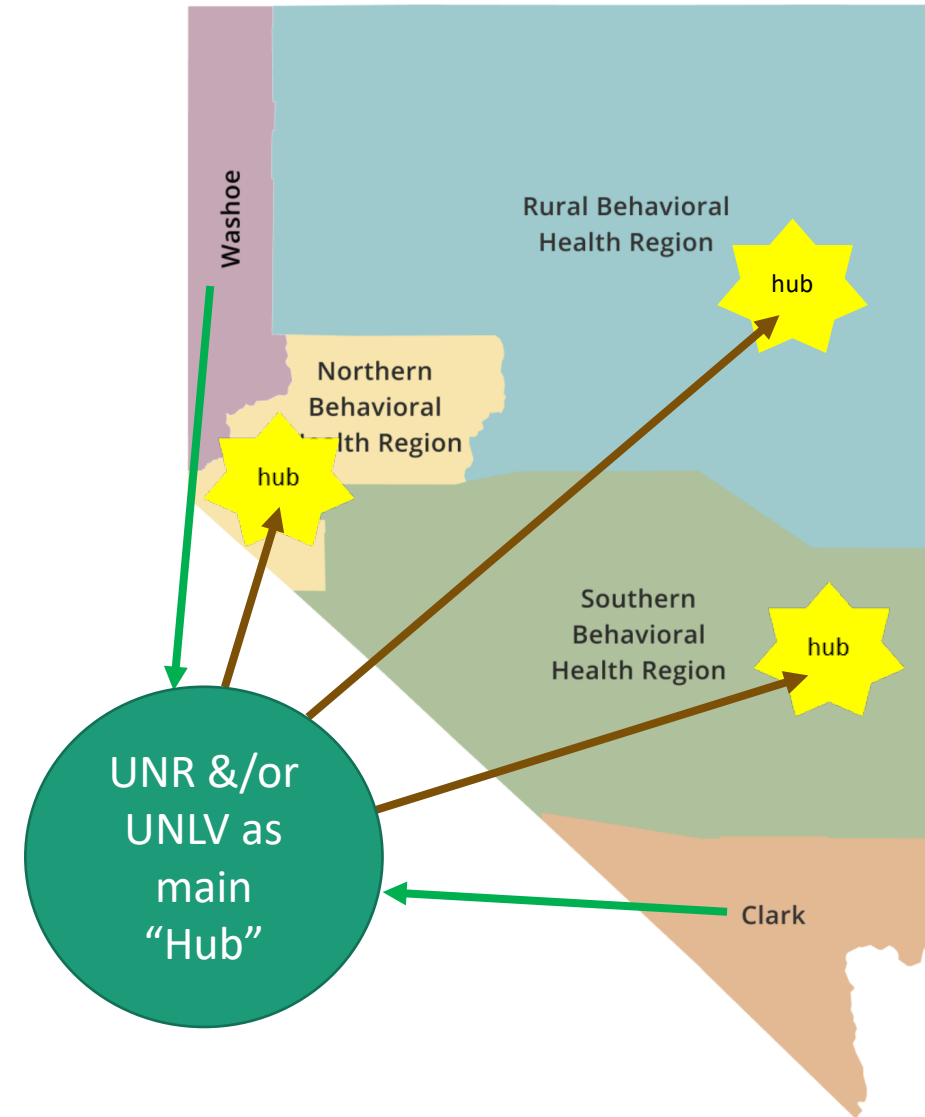 Washoe
Rural Behavioral
Health Region
hub
Northern
Behavioral
lth Region
hub
Southern
Behavioral
Health Region
hub
UNR &/or
UNLV as
main
“Hub”
Clark